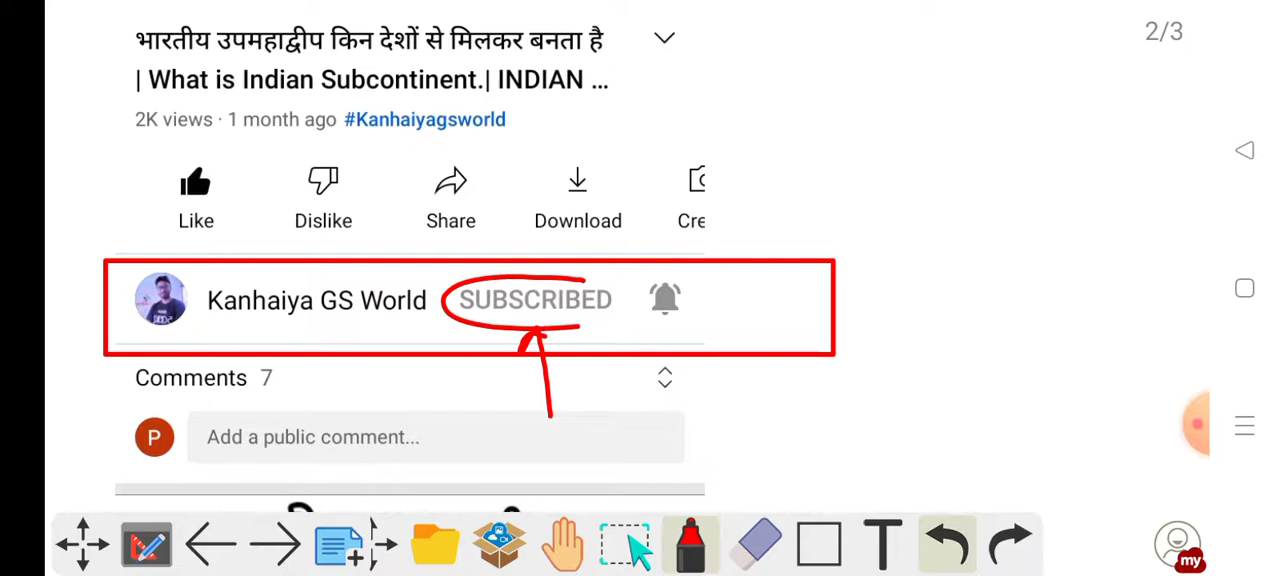 भारतीय उपमहाद्वीप किन देशों से मिलकर बनता है
| What is Indian Subcontinent.| INDIAN ...
2/3
2K views · 1 month ago #Kanhaiyagsworld
Like Dislike Share Download Cre
Kanhaiya GS World SUBSCRIBED
Comments 7
P Add a public comment...
T
my